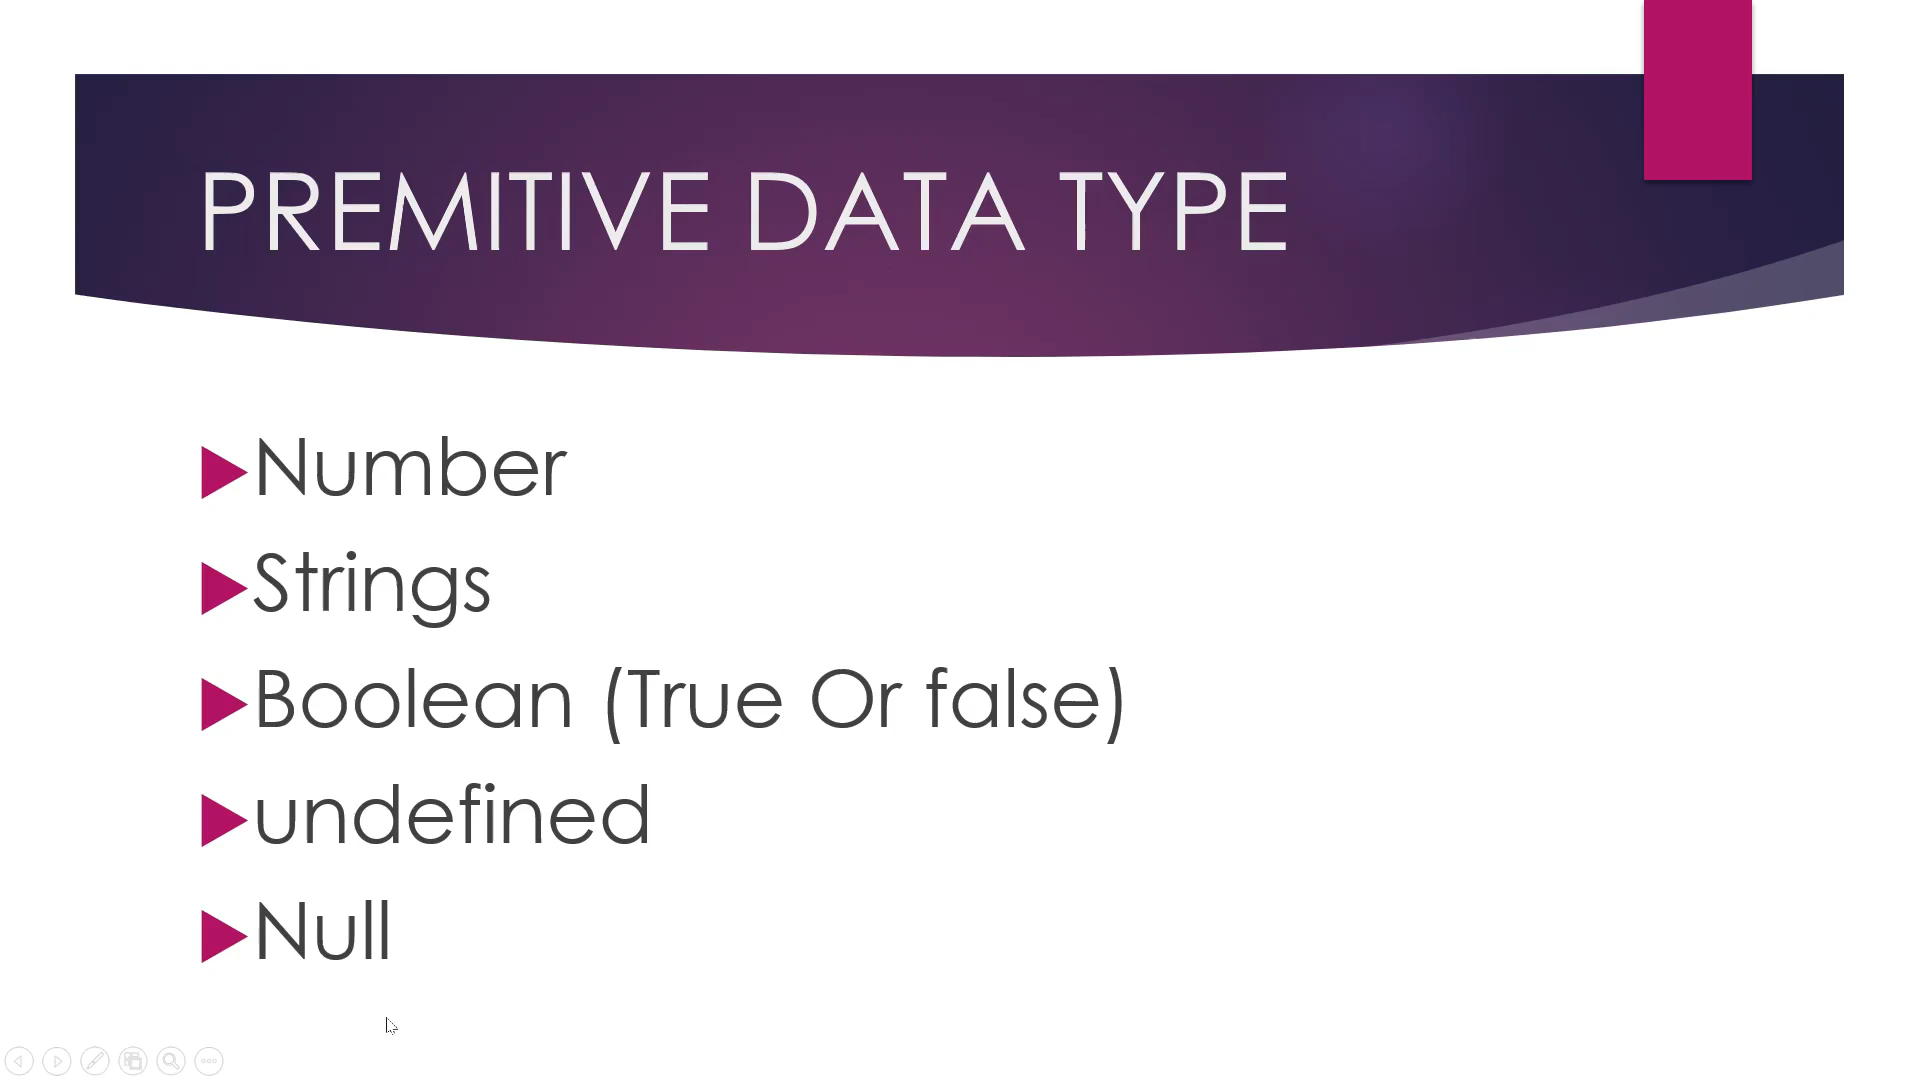 PREMITIVE DATA TYPE
Number
Strings
Boolean (True Or false)
undefined
Null